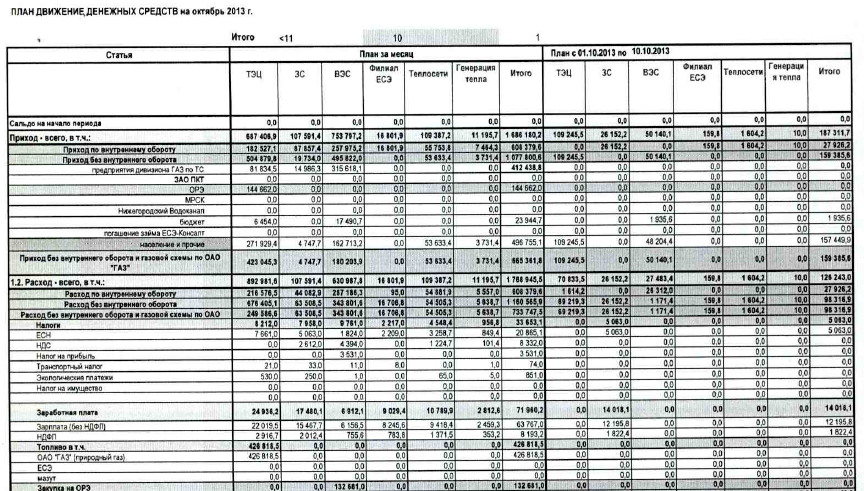 ПЛАН ДВИЖЕНИЕ ДЕНЕЖНЫХ СРЕДСТВ на октябрь 2013 г.
Итого <11 10 1
Статья План за месяц План с 01.10.2013 по 10.10.2013
ТЭЦ ЗС ВЭС Филиал ЕСЭ Теплосети Генерация тепла Итого ТЭЦ ЗС ВЭС Филиал ЕСЭ Теплосети Генераци я тепла Итого
Сальдо на начало периода 0,0 0,0 0,0 0,0 0,0 0,0 0,0 0,0 0,0 0,0 0,0 0,0 0,0 0,0
Приход - всего, в т.ч.: 687 406,9 107 591,4 753 797,2 16 801,9 109 387,2 11 195,7 1 686 180,2 109 245,5 26 152,2 50 140,1 159,8 1 604,2 10,0 187 311,7
Приход по внутреннему обороту 182 527,1 87 857,4 257 975,2 16 801,9 55 753,8 7 464,3 608 379,6 0,0 26 152,2 0,0 159,8 1 604,2 10,0 27 926,2
Приход без внутреннего оборота 504 879,8 19 734,0 495 822,0 0,0 53 633,4 3 731,4 1 077 800,6 109 245,5 0,0 50 140,1 0,0 0,0 0,0 159 385,6
предприятия дивизиона ГАЗ по ТС 81 834,5 14 986,3 315 618,1 0,0 0,0 0,0 412 438,8 0,0 0,0 0,0 0,0 0,0 0,0 0,0
ЗАО ПКТ 0,0 0,0 0,0 0,0 0,0 0,0 0,0 0,0 0,0 0,0 0,0 0,0 0,0 0,0
ОРЭ 144 662,0 0,0 0,0 0,0 0,0 0,0 144 662,0 0,0 0,0 0,0 0,0 0,0 0,0 0,0
МРСК 0,0 0,0 0,0 0,0 0,0 0,0 0,0 0,0 0,0 0,0 0,0 0,0 0,0 0,0
Нижегородский Водоканал 0,0 0,0 0,0 0,0 0,0 0,0 0,0 0,0 0,0 0,0 0,0 0,0 0,0 0,0
бюджет 6 454,0 0,0 17 490,7 0,0 0,0 0,0 23 944,7 0,0 0,0 1 935,6 0,0 0,0 0,0 1 935,6
погашение займа ЕСЭ-Консалт 0,0 0,0 0,0 0,0 0,0 0,0 0,0 0,0 0,0 0,0 0,0 0,0 0,0 0,0
население и прочие 271 929,4 4 747,7 162 713,2 0,0 53 633,4 3 731,4 496 755,1 109 245,5 0,0 48 204,4 0,0 0,0 0,0 157 449,9
Приход без внутреннего оборота и газовой схемы по ОАО "ГАЗ" 423 045,3 4 747,7 180 203,9 0,0 53 633,4 3 731,4 665 361,8 109 245,5 0,0 50 140,1 0,0 0,0 0,0 159 385,6
1.2. Расход - всего, в т.ч.: 892 981,6 107 591,4 630 987,8 16 801,9 109 387,2 11 195,7 1 768 945,5 70 833,5 26 152,2 27 483,4 159,8 1 604,2 10,0 126 243,0
Расход по внутреннему обороту 216 576,5 44 082,9 287 186,3 95,0 54 881,9 5 557,0 608 379,6 1 614,2 0,0 26 312,0 0,0 0,0 0,0 27 926,2
Расход без внутреннего оборота 676 405,1 63 508,5 343 801,6 16 706,8 54 505,3 5 638,7 1 160 565,9 69 219,3 26 152,2 1 171,4 159,8 1 604,2 10,0 98 316,9
Расход без внутреннего оборота и газовой схемы по ОАО 249 586,6 63 508,5 343 801,6 16 706,8 54 505,3 5 638,7 733 747,5 69 219,3 26 152,2 1 171,4 159,8 1 604,2 10,0 98 316,9
Налоги 8 212,0 7 958,0 9 761,0 2 217,0 4 548,4 956,8 33 653,1 0,0 5 063,0 0,0 0,0 0,0 0,0 5 063,0
ЕСН 7 661,0 5 063,0 1 824,0 2 209,0 3 258,7 849,4 20 865,1 0,0 5 063,0 0,0 0,0 0,0 0,0 5 063,0
НДС 0,0 2 612,0 4 394,0 0,0 1 224,7 101,4 8 332,0 0,0 0,0 0,0 0,0 0,0 0,0 0,0
Налог на прибыль 0,0 0,0 3 531,0 0,0 0,0 0,0 3 531,0 0,0 0,0 0,0 0,0 0,0 0,0 0,0
Транспортный налог 21,0 33,0 11,0 8,0 0,0 1,0 74,0 0,0 0,0 0,0 0,0 0,0 0,0 0,0
Экологические платежи 530,0 250,0 1,0 0,0 65,0 5,0 851,0 0,0 0,0 0,0 0,0 0,0 0,0 0,0
Налог на имущество 0,0 0,0 0,0 0,0 0,0 0,0 0,0 0,0 0,0 0,0 0,0 0,0 0,0 0,0
Заработная плата 24 936,2 17 480,1 6 912,1 9 029,4 10 789,9 2 812,6 71 960,2 0,0 14 018,1 0,0 0,0 0,0 0,0 14 018,1
Зарплата (без НДФЛ) 22 019,5 15 467,7 6 156,5 8 245,6 9 418,4 2 459,3 63 767,0 0,0 12 195,8 0,0 0,0 0,0 0,0 12 195,8
НДФЛ 2 916,7 2 012,4 755,6 783,8 1 371,5 353,2 8 193,2 0,0 1 822,4 0,0 0,0 0,0 0,0 1 822,4
Топливо в т.ч. 426 818,5 0,0 0,0 0,0 0,0 0,0 426 818,5 0,0 0,0 0,0 0,0 0,0 0,0 0,0
ОАО "ГАЗ" (природный газ) 426 818,5 0,0 0,0 0,0 0,0 0,0 426 818,5 0,0 0,0 0,0 0,0 0,0 0,0 0,0
ЕСЭ 0,0 0,0 0,0 0,0 0,0 0,0 0,0 0,0 0,0 0,0 0,0 0,0 0,0 0,0
мазут 0,0 0,0 0,0 0,0 0,0 0,0 0,0 0,0 0,0 0,0 0,0 0,0 0,0 0,0
Закупка на ОРЭ 0,0 0,0 132 681,0 0,0 0,0 0,0 132 681,0 0,0 0,0 0,0 0,0 0,0 0,0 0,0